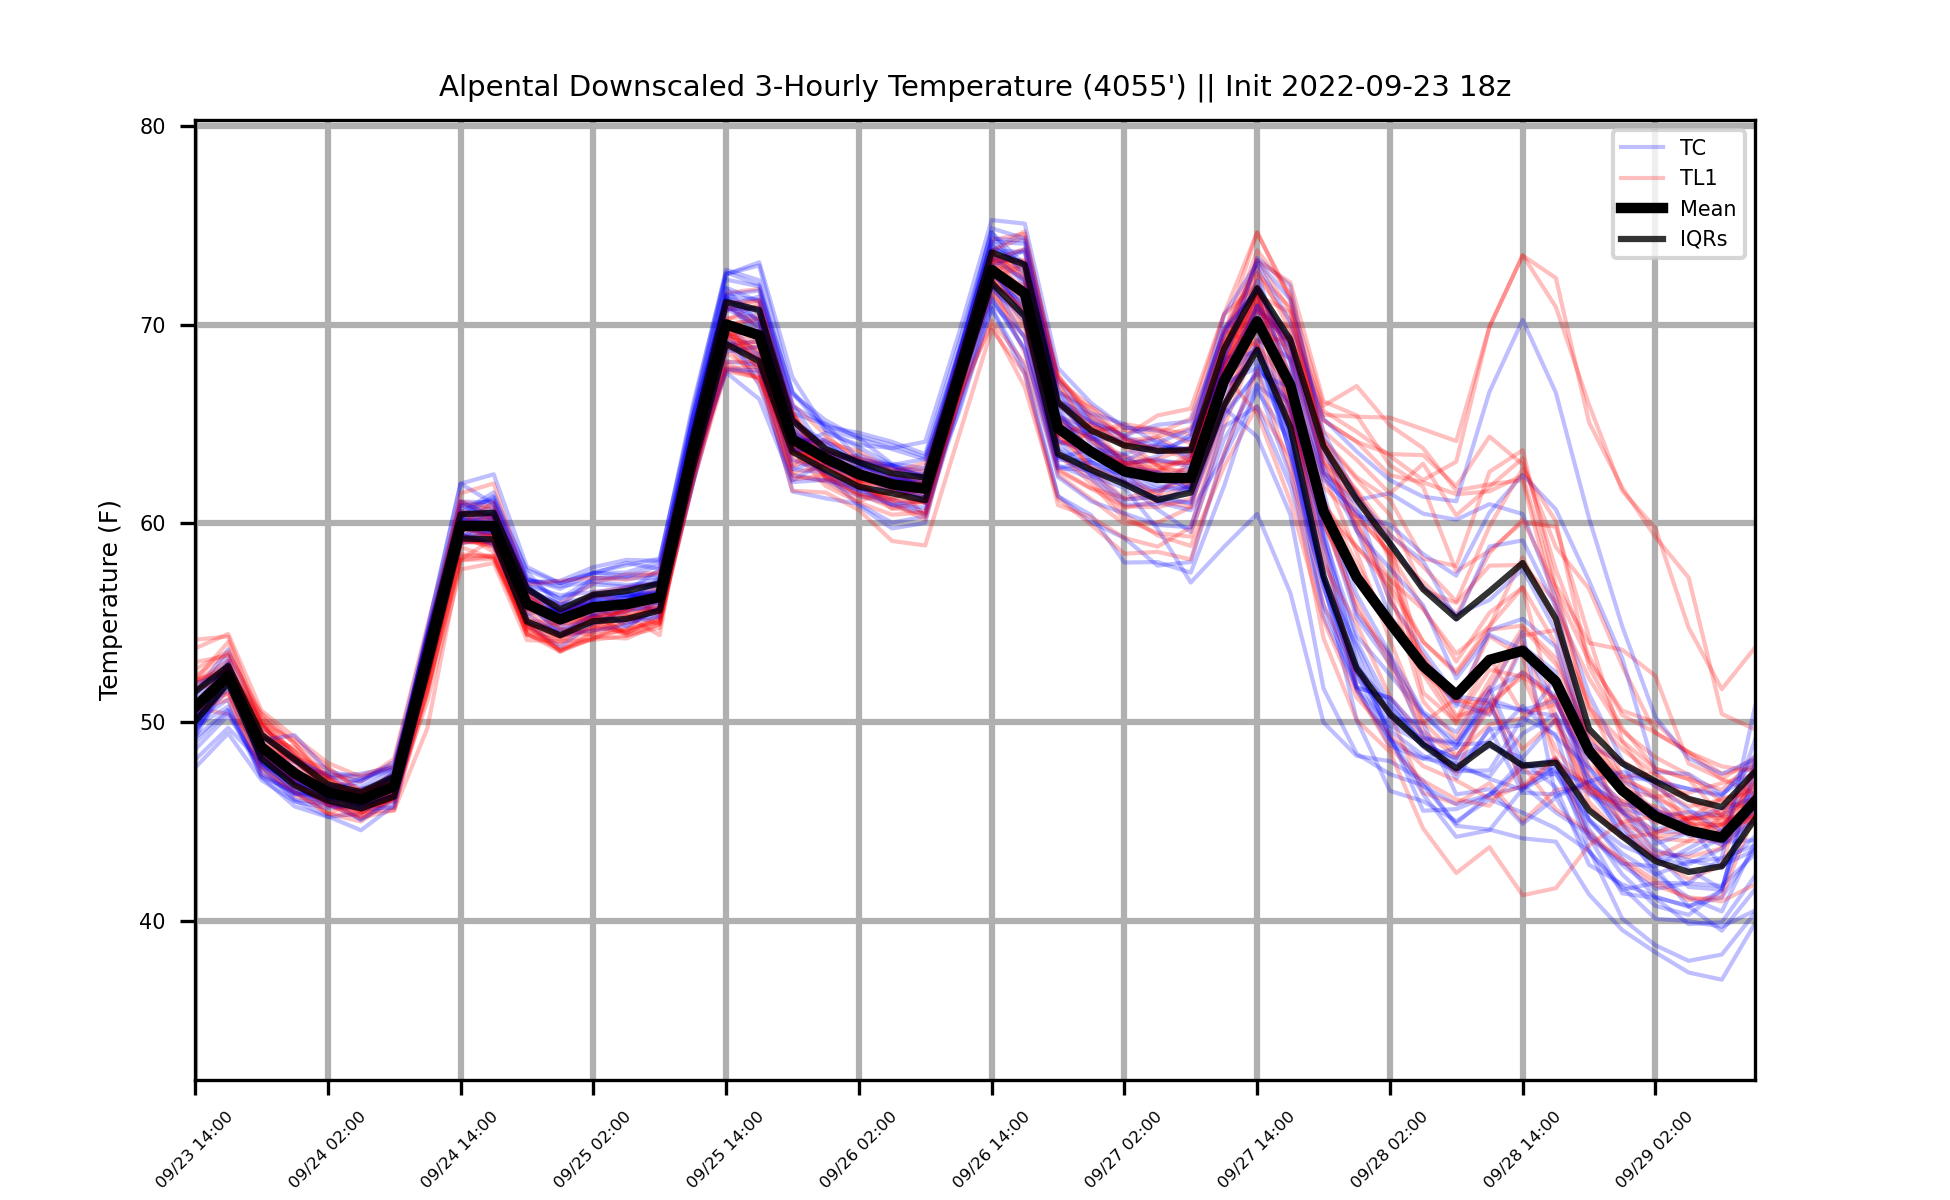 Alpental Downscaled 3-Hourly Temperature (4055') || Init 2022-09-23 18z
80
70
60
50
40
Temperature (F)
TC
TL1
Mean
IQRs
09/23 14:00
09/24 02:00
09/24 14:00
09/25 02:00
09/25 14:00
09/26 02:00
09/26 14:00
09/27 02:00
09/27 14:00
09/28 02:00
09/28 14:00
09/29 02:00